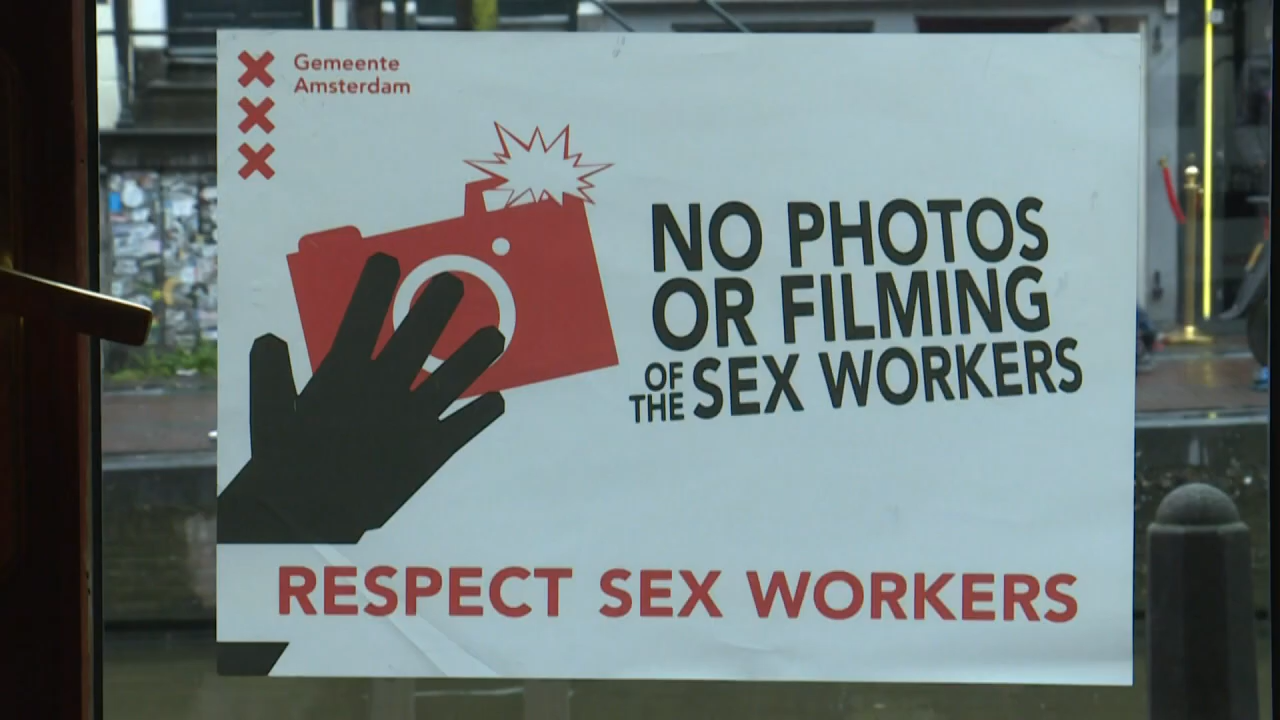 Gemeente
Amsterdam
NO PHOTOS
OR FILMING
OF THE SEX WORKERS
RESPECT SEX WORKERS